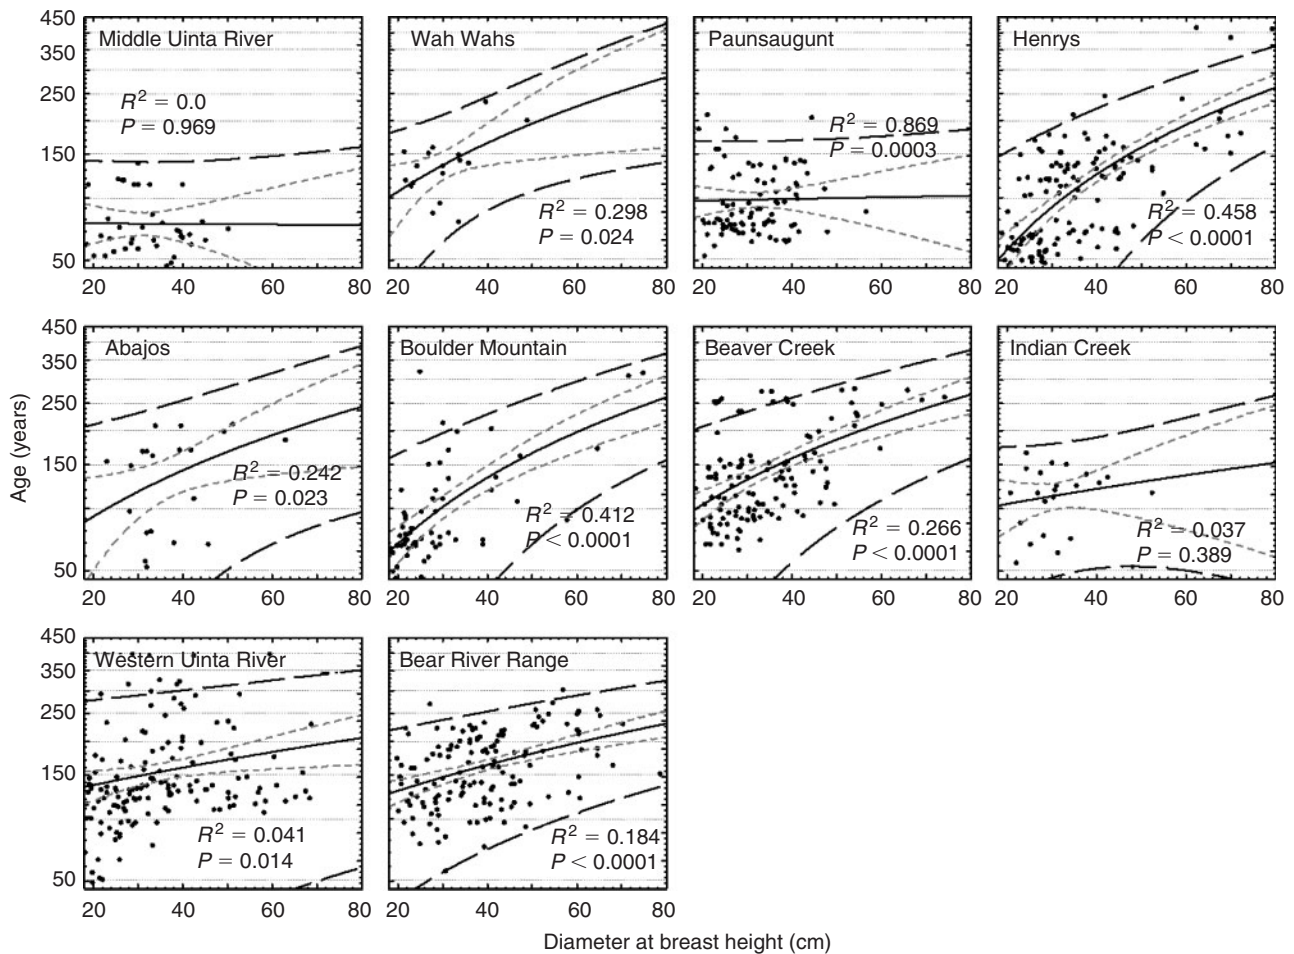 450
350
250
150
50
Middle Uinta River
R² = 0.0
P = 0.969
20 40 60 80
Wah Wahs
R² = 0.298
P = 0.024
20 40 60 80
Paunsaugunt
R² = 0.869
P = 0.0003
20 40 60 80
Henrys
R² = 0.458
P < 0.0001
20 40 60 80
Age (years)
450
350
250
150
50
Abajos
R² = 0.242
P = 0.023
20 40 60 80
Boulder Mountain
R² = 0.412
P < 0.0001
20 40 60 80
Beaver Creek
R² = 0.266
P < 0.0001
20 40 60 80
Indian Creek
R² = 0.037
P = 0.389
20 40 60 80
450
350
250
150
50
Western Uinta River
R² = 0.041
P = 0.014
20 40 60 80
Bear River Range
R² = 0.184
P < 0.0001
20 40 60 80
Diameter at breast height (cm)